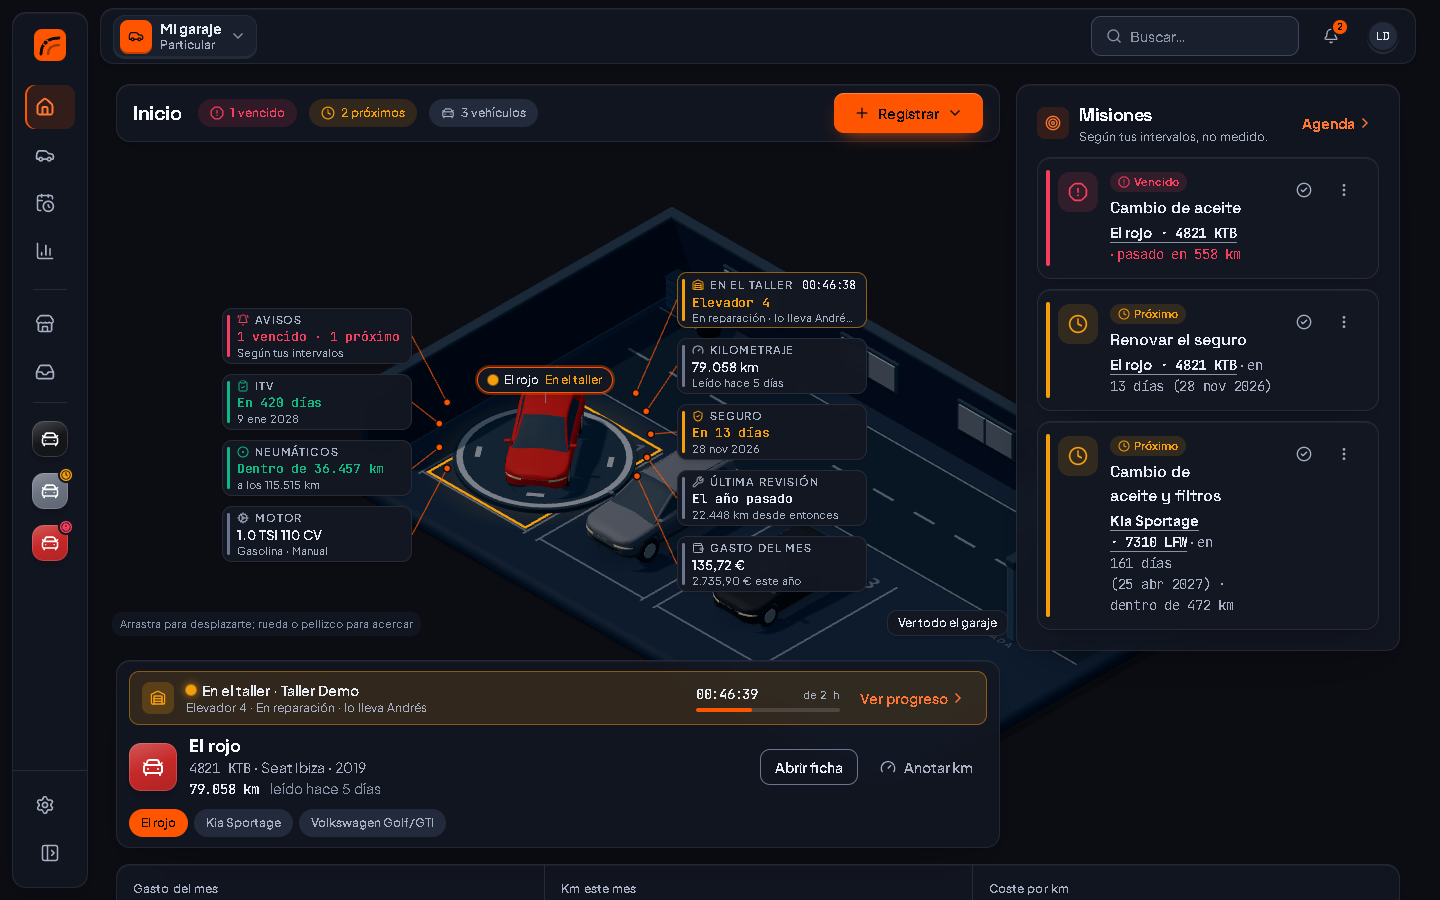 Mi garaje
Particular
Buscar...
2
LD
Inicio
1 vencido
2 próximos
3 vehículos
Registrar
AVISOS
1 vencido · 1 próximo
Según tus intervalos
ITV
En 420 días
9 ene 2028
NEUMÁTICOS
Dentro de 36.457 km
a los 115.515 km
MOTOR
1.0 TSI 110 CV
Gasolina · Manual
El rojo En el taller
EN EL TALLER 00:46:38
Elevador 4
En reparación · lo lleva André...
KILOMETRAJE
79.058 km
Leído hace 5 días
SEGURO
En 13 días
28 nov 2026
ÚLTIMA REVISIÓN
El año pasado
22.448 km desde entonces
GASTO DEL MES
135,72 €
2.735,90 € este año
3
Arrastra para desplazarte; rueda o pellizco para acercar
Ver todo el garaje
Misiones
Según tus intervalos, no medido.
Agenda
Vencido
Cambio de aceite
El rojo · 4821 KTB
· pasado en 558 km
Próximo
Renovar el seguro
El rojo · 4821 KTB · en
13 días (28 nov 2026)
Próximo
Cambio de
aceite y filtros
Kia Sportage
· 7310 LFW · en
161 días
(25 abr 2027) ·
dentro de 472 km
En el taller · Taller Demo
Elevador 4 · En reparación · lo lleva Andrés
00:46:39
de 2 h
Ver progreso
El rojo
4821 KTB · Seat Ibiza · 2019
79.058 km leído hace 5 días
Abrir ficha
Anotar km
El rojo
Kia Sportage
Volkswagen Golf/GTI
Gasto del mes
Km este mes
Coste por km